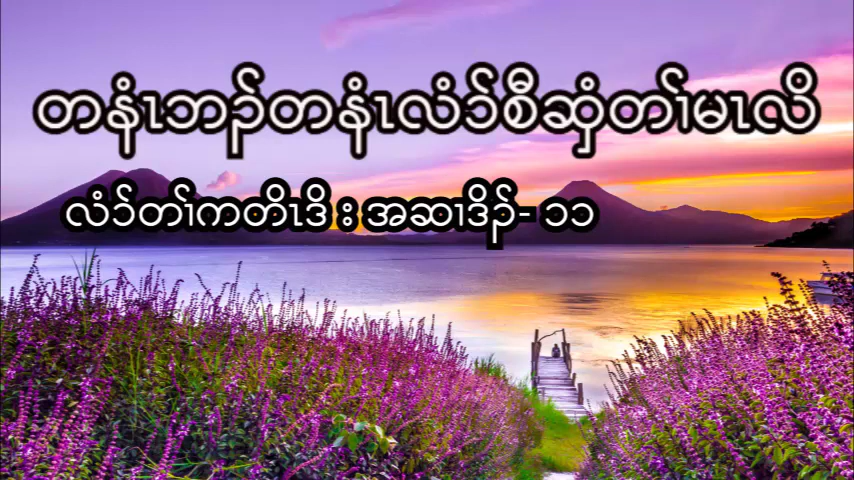 တနံၤဘၣ်တနံၤလံာ်စီဆှံတၢ်မၤလိ
လံာ်တၢ်ကတိၤဒိ : အဆၢဒိၣ်- ၁၁